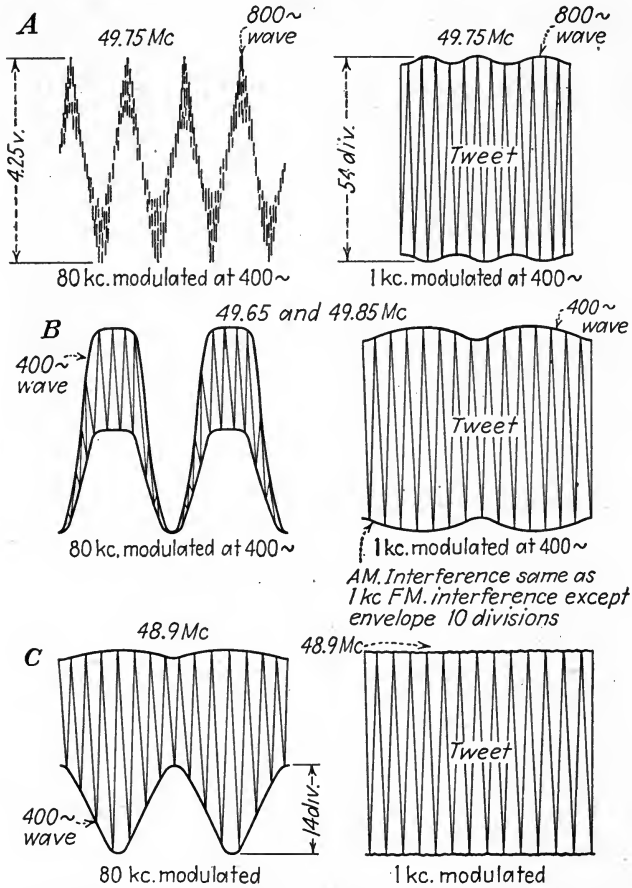 A
49.75 Mc
800~
wave
4.25 v.
80 kc. modulated at 400~
49.75 Mc
800~
wave
54 div.
Tweet
1 kc. modulated at 400~
B
49.65 and 49.85 Mc
400~
wave
80 kc. modulated at 400~
400~
wave
Tweet
1 kc. modulated at 400~
AM. Interference same as
1 kc FM. interference except
envelope 10 divisions
C
48.9 Mc
400~
wave
14 div.
80 kc. modulated
48.9 Mc
Tweet
1 kc. modulated